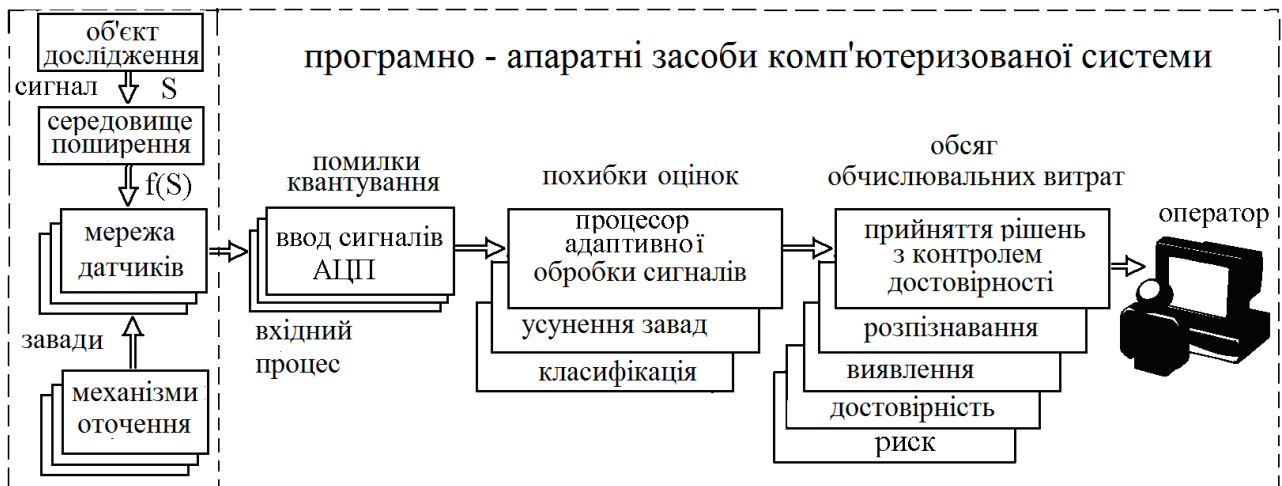 об'єкт
дослідження
сигнал S
середовище
поширення
f(S)
мережа
датчиків
завади
механізми
оточення
програмно - апаратні засоби комп'ютеризованої системи
помилки
квантування
ввод сигналів
АЦП
вхідний
процес
похибки оцінок
процесор
адаптивної
обробки сигналів
усунення завад
класифікація
обсяг
обчислювальних витрат
прийняття рішень
з контролем
достовірності
розпізнавання
виявлення
достовірність
риск
оператор